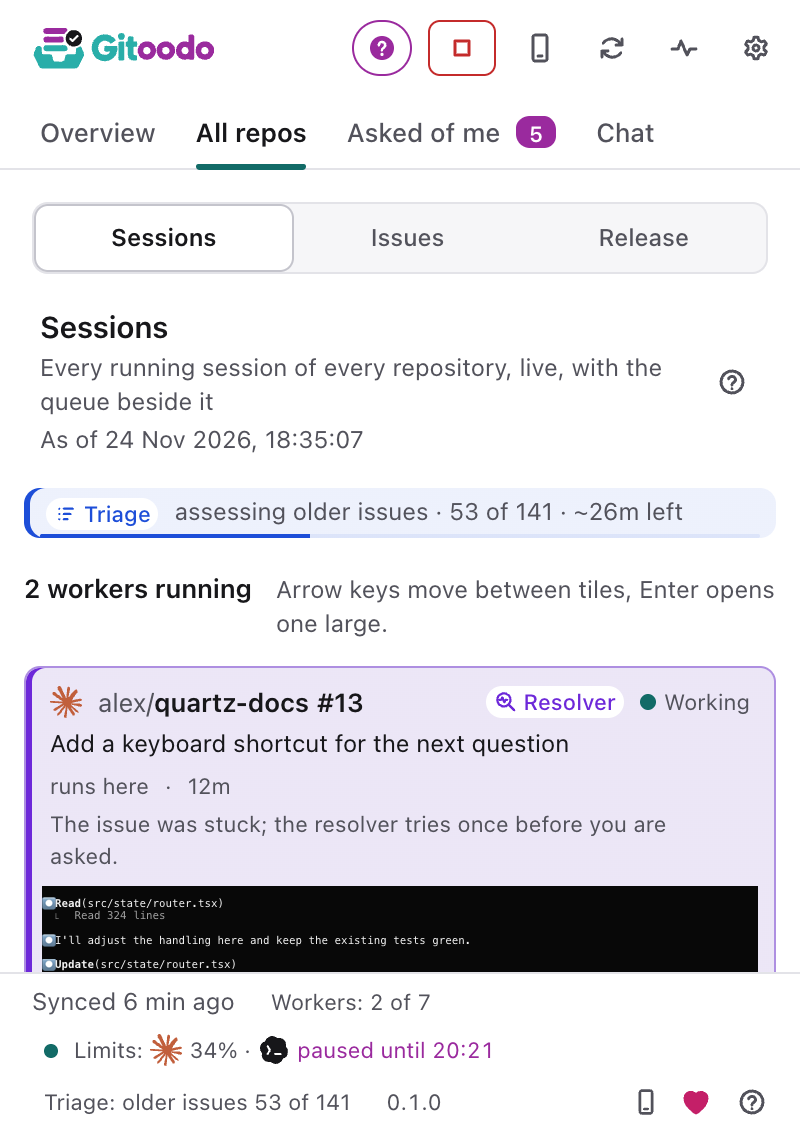 Gitoodo
Overview
All repos
Asked of me 5
Chat
Sessions
Issues
Release
Sessions
Every running session of every repository, live, with the
queue beside it
As of 24 Nov 2026, 18:35:07
Triage assessing older issues · 53 of 141 · ~26m left
2 workers running
Arrow keys move between tiles, Enter opens
one large.
alex/quartz-docs #13
Resolver
Working
Add a keyboard shortcut for the next question
runs here · 12m
The issue was stuck; the resolver tries once before you are
asked.
Read(src/state/router.tsx)
└ Read 324 lines
I'll adjust the handling here and keep the existing tests green.
Update(src/state/router.tsx)
Synced 6 min ago
Workers: 2 of 7
Limits: 34% · paused until 20:21
Triage: older issues 53 of 141
0.1.0